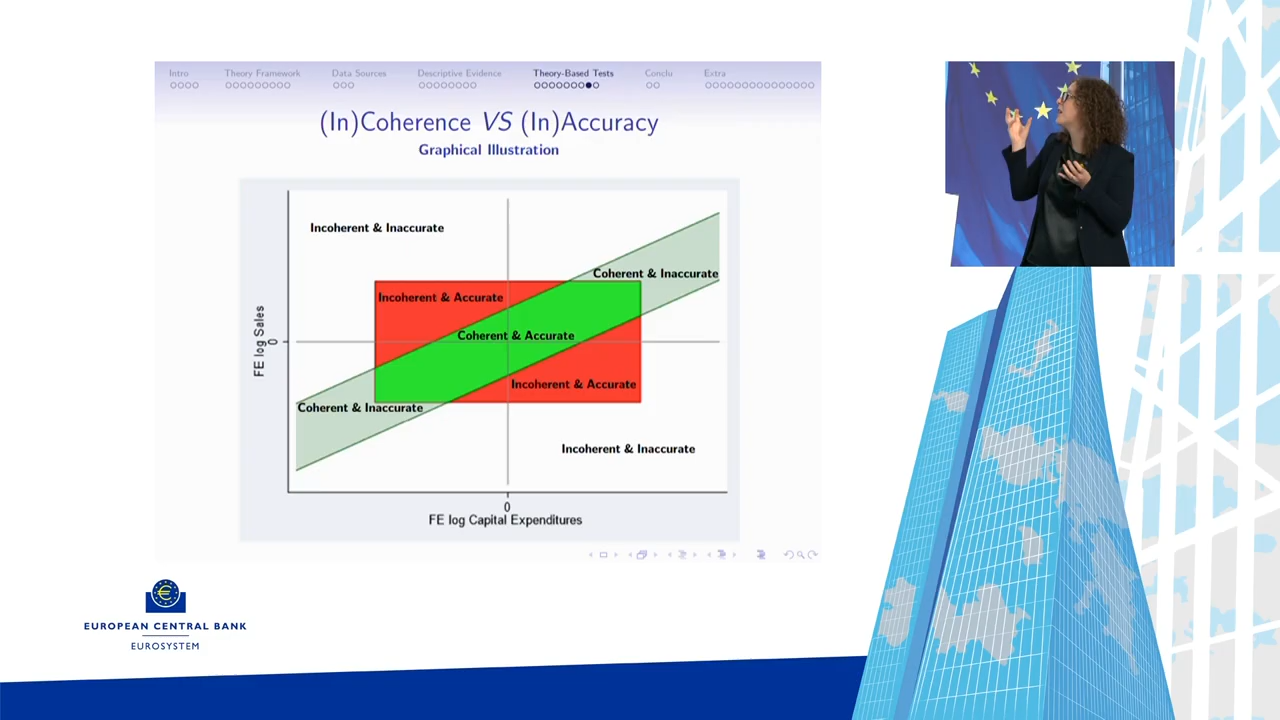 Intro Theory Framework Data Sources Descriptive Evidence Theory-Based Tests Conclu Extra
(In)Coherence VS (In)Accuracy
Graphical Illustration
Incoherent & Inaccurate
Coherent & Inaccurate
Incoherent & Accurate
Coherent & Accurate
Incoherent & Accurate
Coherent & Inaccurate
Incoherent & Inaccurate
FE log Sales
0
0
FE log Capital Expenditures
EUROPEAN CENTRAL BANK
EUROSYSTEM